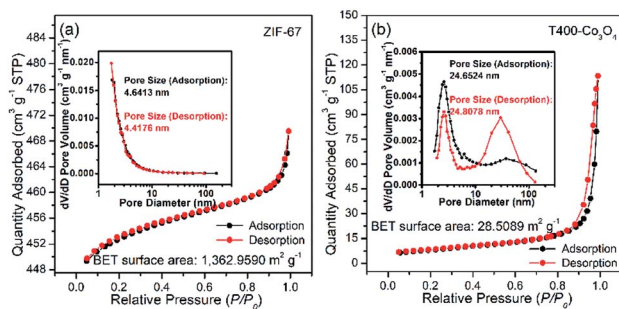 (a)
ZIF-67
Quantity Adsorbed (cm³ g⁻¹ STP)
471
470
468
466
464
462
460
458
456
454
452
450
448
dV/dD Pore Volume (cm³ g⁻¹ nm⁻¹)
0.020
0.015
0.010
0.005
0.000
Pore Size (Adsorption):
4.6413 nm
Pore Size (Desorption):
4.4176 nm
1 10 100
Pore Diameter (nm)
Adsorption
Desorption
BET surface area: 1,362.9590 m² g⁻¹
0.0 0.2 0.4 0.6 0.8 1.0
Relative Pressure (P/P₀)
(b)
T400-Co₃O₄
Quantity Adsorbed (cm³ g⁻¹ STP)
150
135
120
105
90
75
60
45
30
15
0
dV/dD Pore Volume (cm³ g⁻¹ nm⁻¹)
0.006
0.005
0.004
0.003
0.002
0.001
0.000
Pore Size (Adsorption):
24.6524 nm
Pore Size (Desorption):
24.8078 nm
1 10 100
Pore Diameter (nm)
BET surface area: 28.5089 m² g⁻¹
Adsorption
Desorption
0.0 0.2 0.4 0.6 0.8 1.0
Relative Pressure (P/P₀)